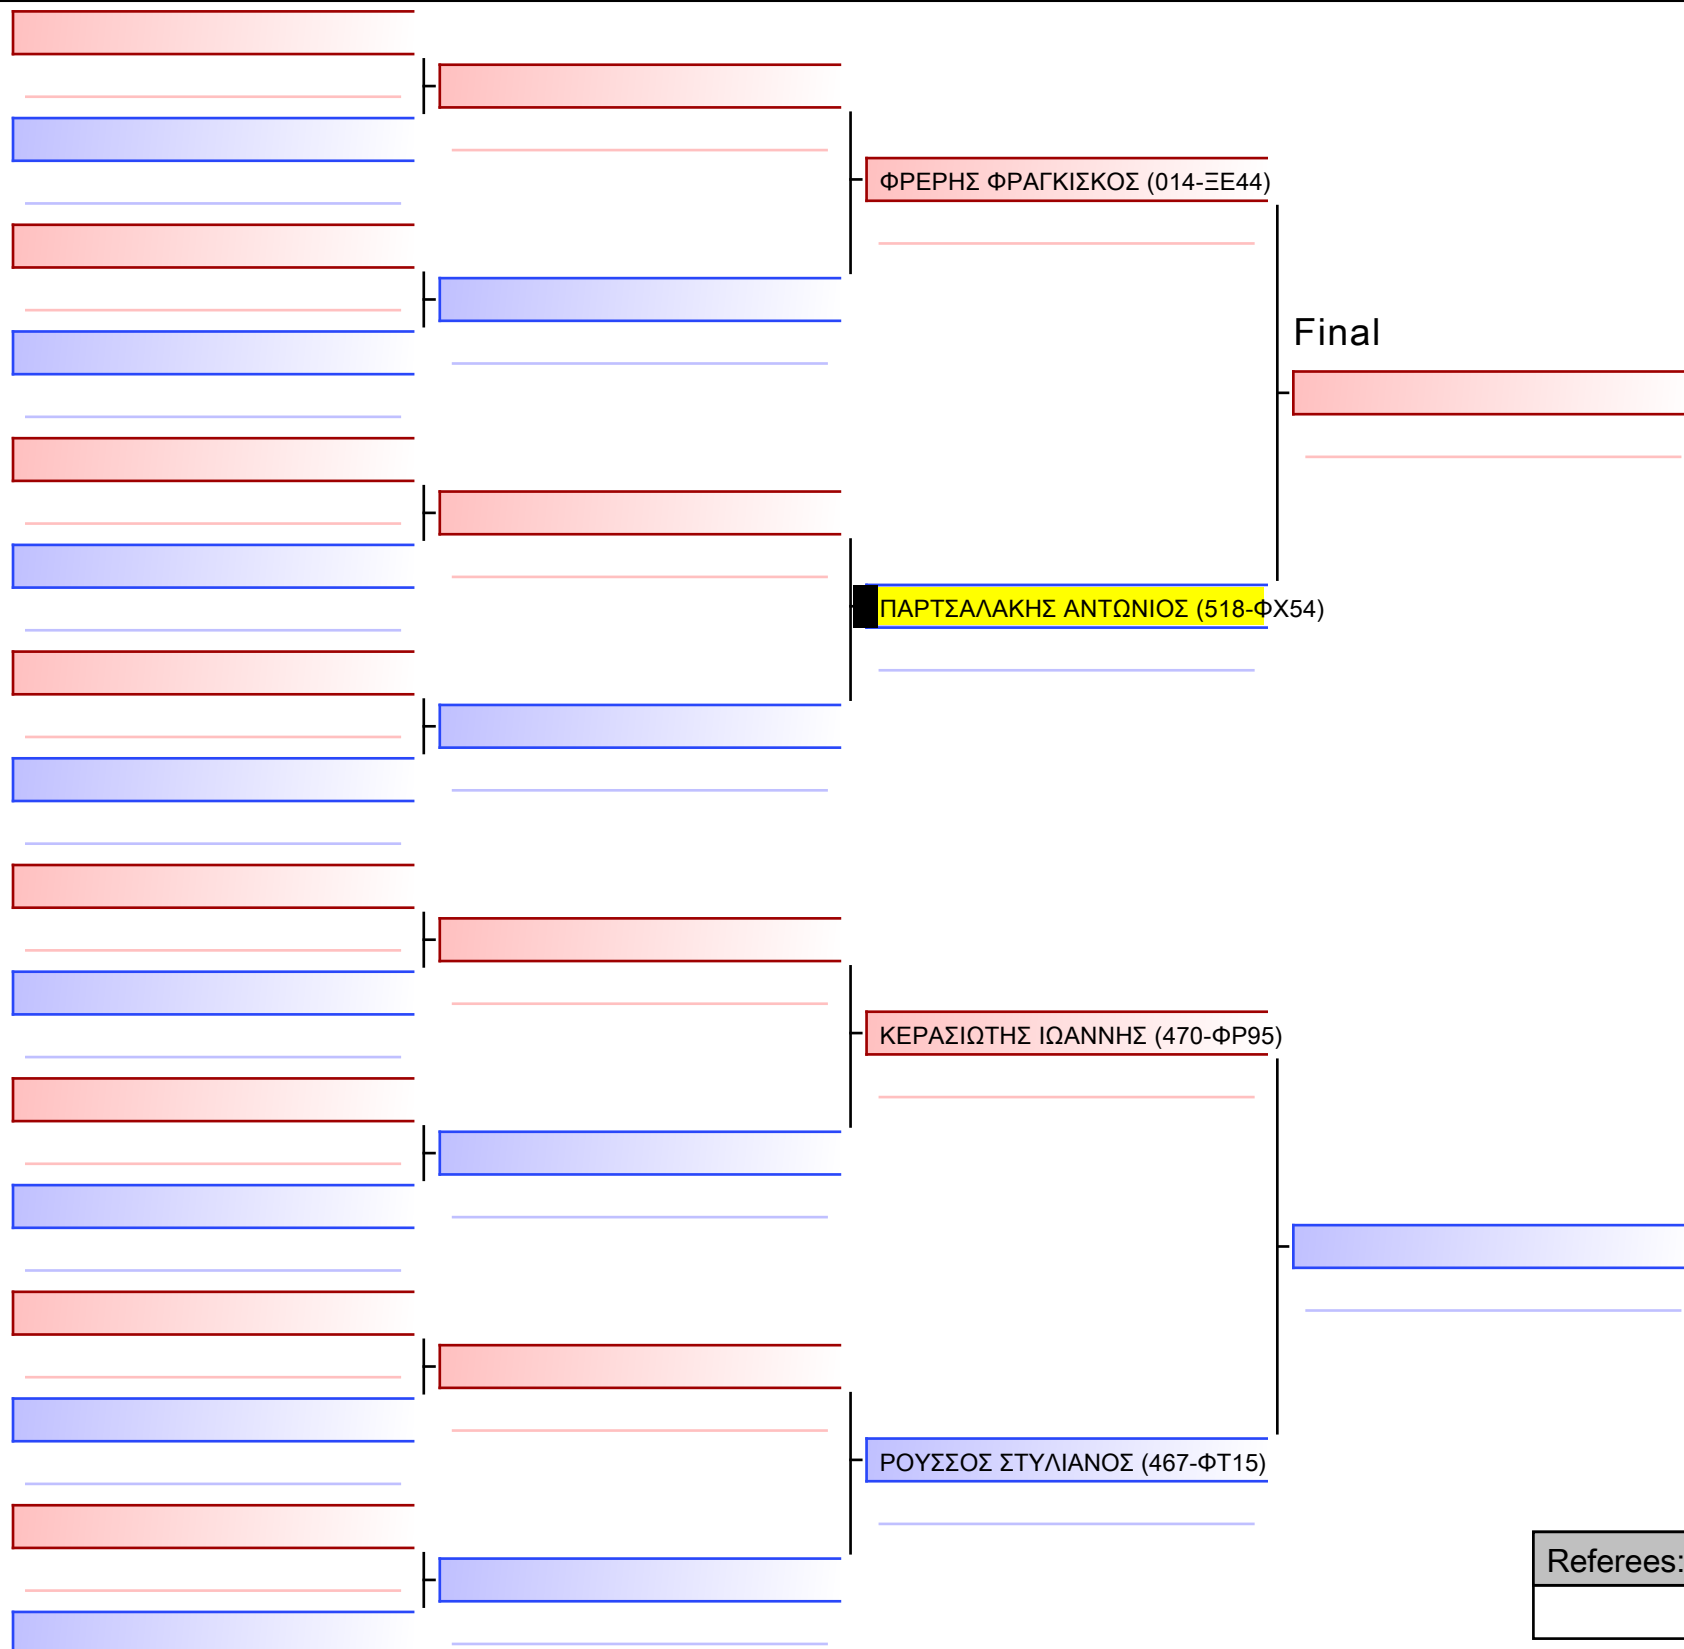 ΦΡΕΡΗΣ ΦΡΑΓΚΙΣΚΟΣ (014-ΞΕ44)
Final
ΠΑΡΤΣΑΛΑΚΗΣ ΑΝΤΩΝΙΟΣ (518-ΦΧ54)
ΚΕΡΑΣΙΩΤΗΣ ΙΩΑΝΝΗΣ (470-ΦΡ95)
ΡΟΥΣΣΟΣ ΣΤΥΛΙΑΝΟΣ (467-ΦΤ15)
Referees: